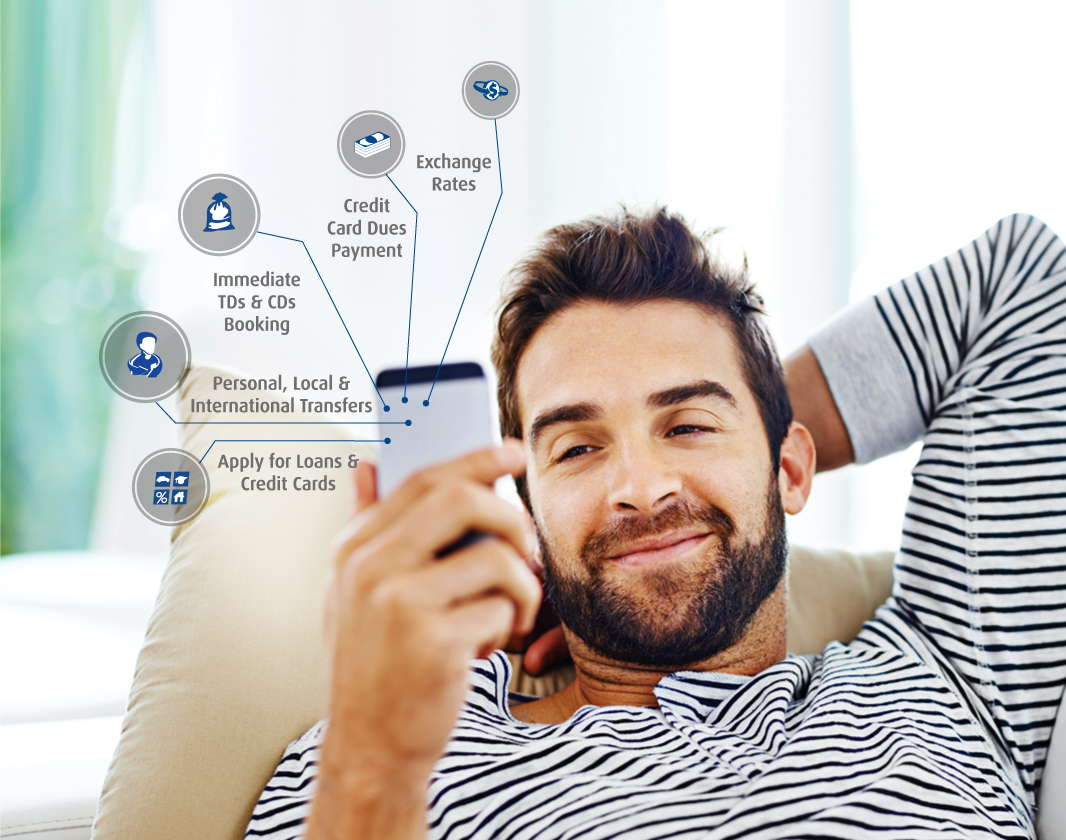 Exchange
Rates
Credit
Card Dues
Payment
Immediate
TDs & CDs
Booking
Personal, Local &
International Transfers
Apply for Loans &
Credit Cards